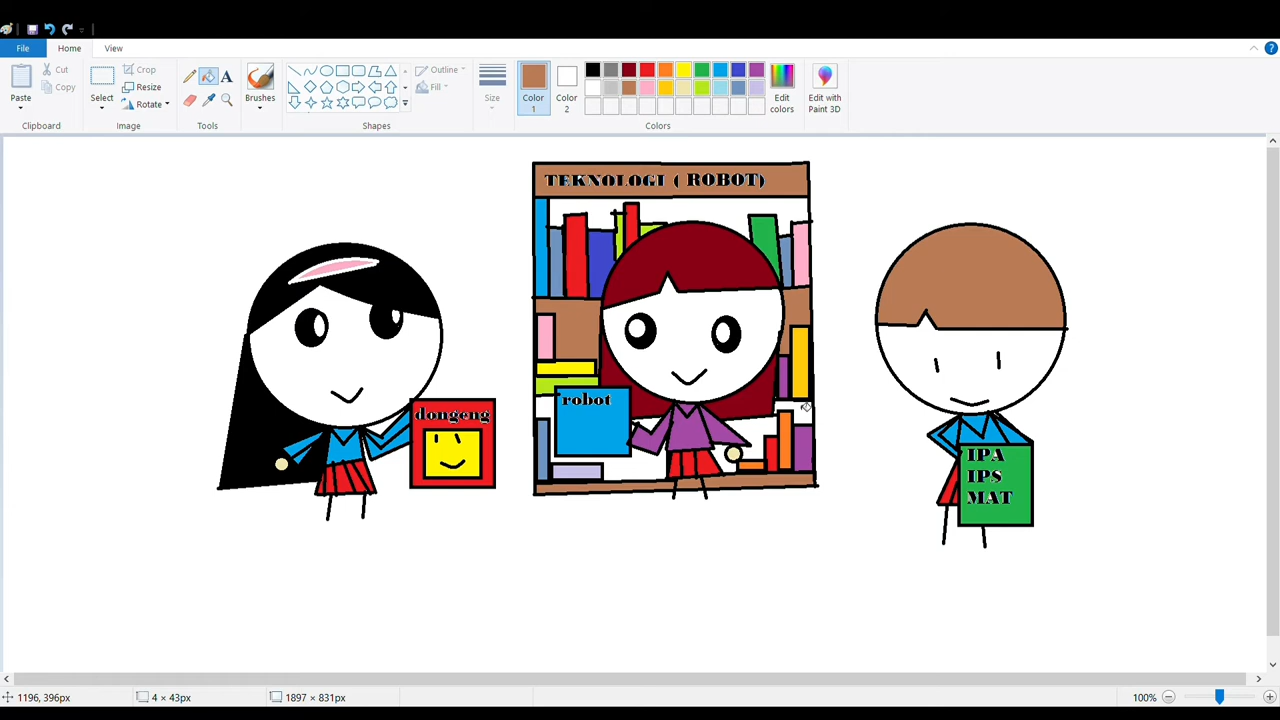 File
Home
View
Cut
Copy
Paste
Clipboard
Crop
Resize
Rotate
Select
Image
Tools
Brushes
Outline
Fill
Shapes
Size
Color 1
Color 2
Edit colors
Edit with Paint 3D
Colors
TEKNOLOGI ( ROBOT)
dongeng
robot
IPA
IPS
MAT
1196, 396px
4 × 43px
1897 × 831px
100%